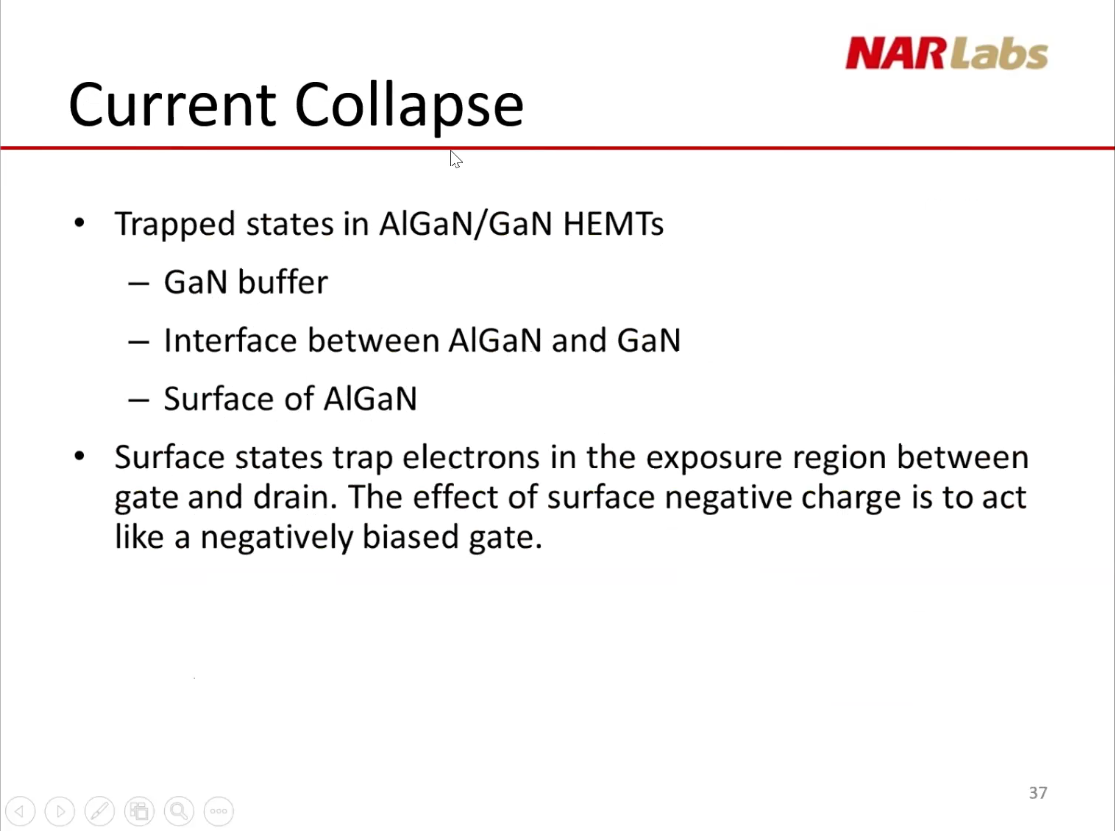 NARLabs
Current Collapse
• Trapped states in AlGaN/GaN HEMTs
– GaN buffer
– Interface between AlGaN and GaN
– Surface of AlGaN
• Surface states trap electrons in the exposure region between
gate and drain. The effect of surface negative charge is to act
like a negatively biased gate.
37